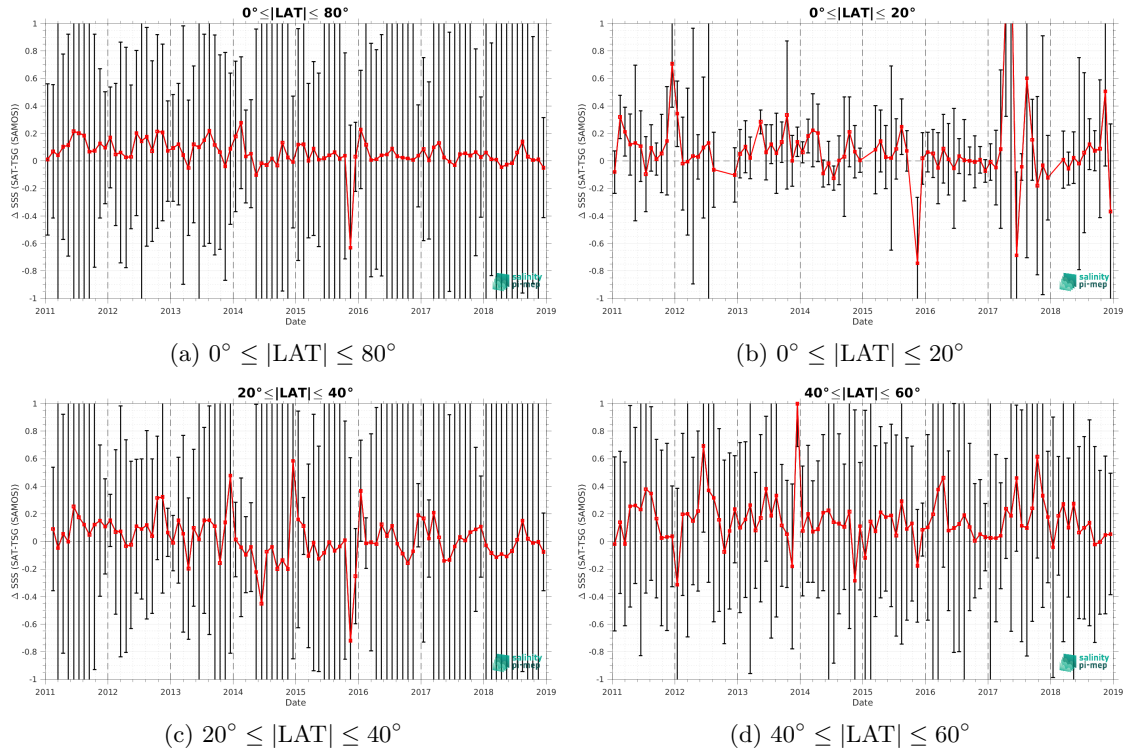 0°≤|LAT|≤ 80°
Δ SSS (SAT-TSG (SAMOS))
1
0.8
0.6
0.4
0.2
0
-0.2
-0.4
-0.6
-0.8
-1
2011 2012 2013 2014 2015 2016 2017 2018 2019
Date
salinity
pi-mep
(a) 0° ≤ |LAT| ≤ 80°
0°≤|LAT|≤ 20°
Δ SSS (SAT-TSG (SAMOS))
1
0.8
0.6
0.4
0.2
0
-0.2
-0.4
-0.6
-0.8
-1
2011 2012 2013 2014 2015 2016 2017 2018 2019
Date
salinity
pi-mep
(b) 0° ≤ |LAT| ≤ 20°
20°≤|LAT|≤ 40°
Δ SSS (SAT-TSG (SAMOS))
1
0.8
0.6
0.4
0.2
0
-0.2
-0.4
-0.6
-0.8
-1
2011 2012 2013 2014 2015 2016 2017 2018 2019
Date
salinity
pi-mep
(c) 20° ≤ |LAT| ≤ 40°
40°≤|LAT|≤ 60°
Δ SSS (SAT-TSG (SAMOS))
1
0.8
0.6
0.4
0.2
0
-0.2
-0.4
-0.6
-0.8
-1
2011 2012 2013 2014 2015 2016 2017 2018 2019
Date
salinity
pi-mep
(d) 40° ≤ |LAT| ≤ 60°